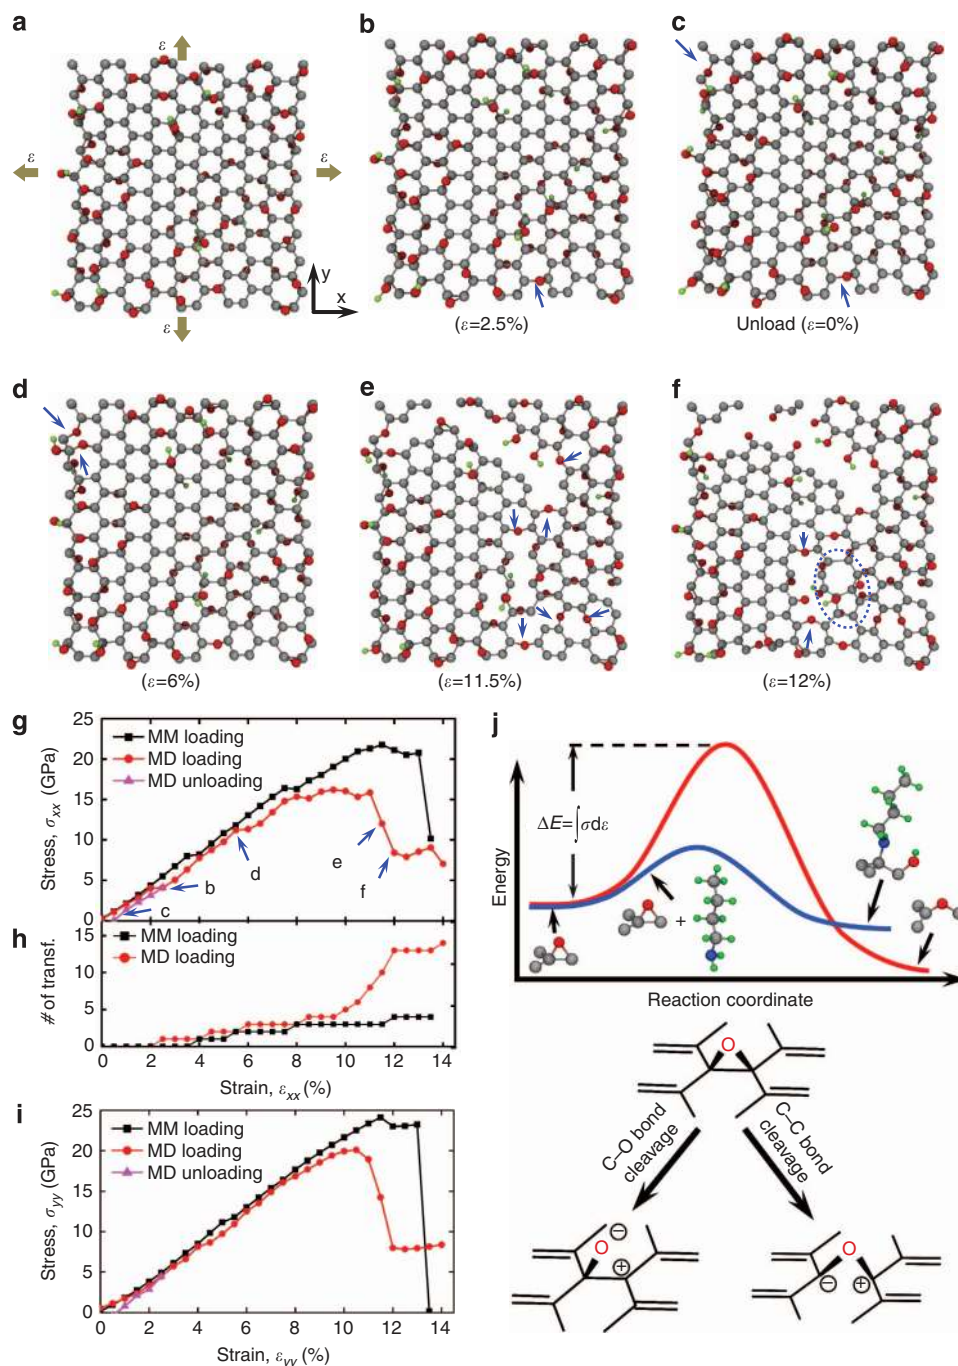 a
ε
ε
ε
ε
y
x
b
(ε=2.5%)
c
Unload (ε=0%)
d
(ε=6%)
e
(ε=11.5%)
f
(ε=12%)
g
Stress, σxx (GPa)
25
20
15
10
5
0
MM loading
MD loading
MD unloading
b
c
d
e
f
h
# of transf.
15
10
5
0
MM loading
MD loading
0 2 4 6 8 10 12 14
Strain, εxx (%)
i
Stress, σyy (GPa)
25
20
15
10
5
0
MM loading
MD loading
MD unloading
0 2 4 6 8 10 12 14
Strain, εyy (%)
j
Energy
ΔE=∫σdε
+
Reaction coordinate
O
C–O bond
cleavage
C–C bond
cleavage
O
−
+
O
−
+